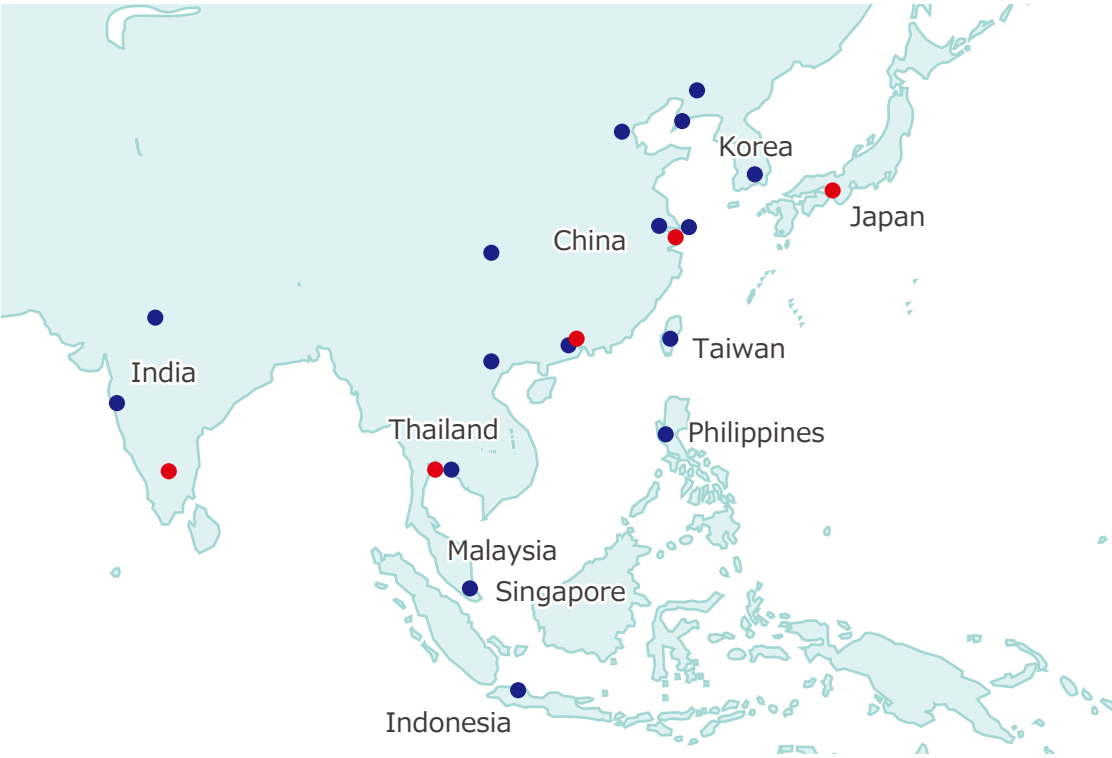 Korea
Japan
China
Taiwan
India
Thailand
Philippines
Malaysia
Singapore
Indonesia